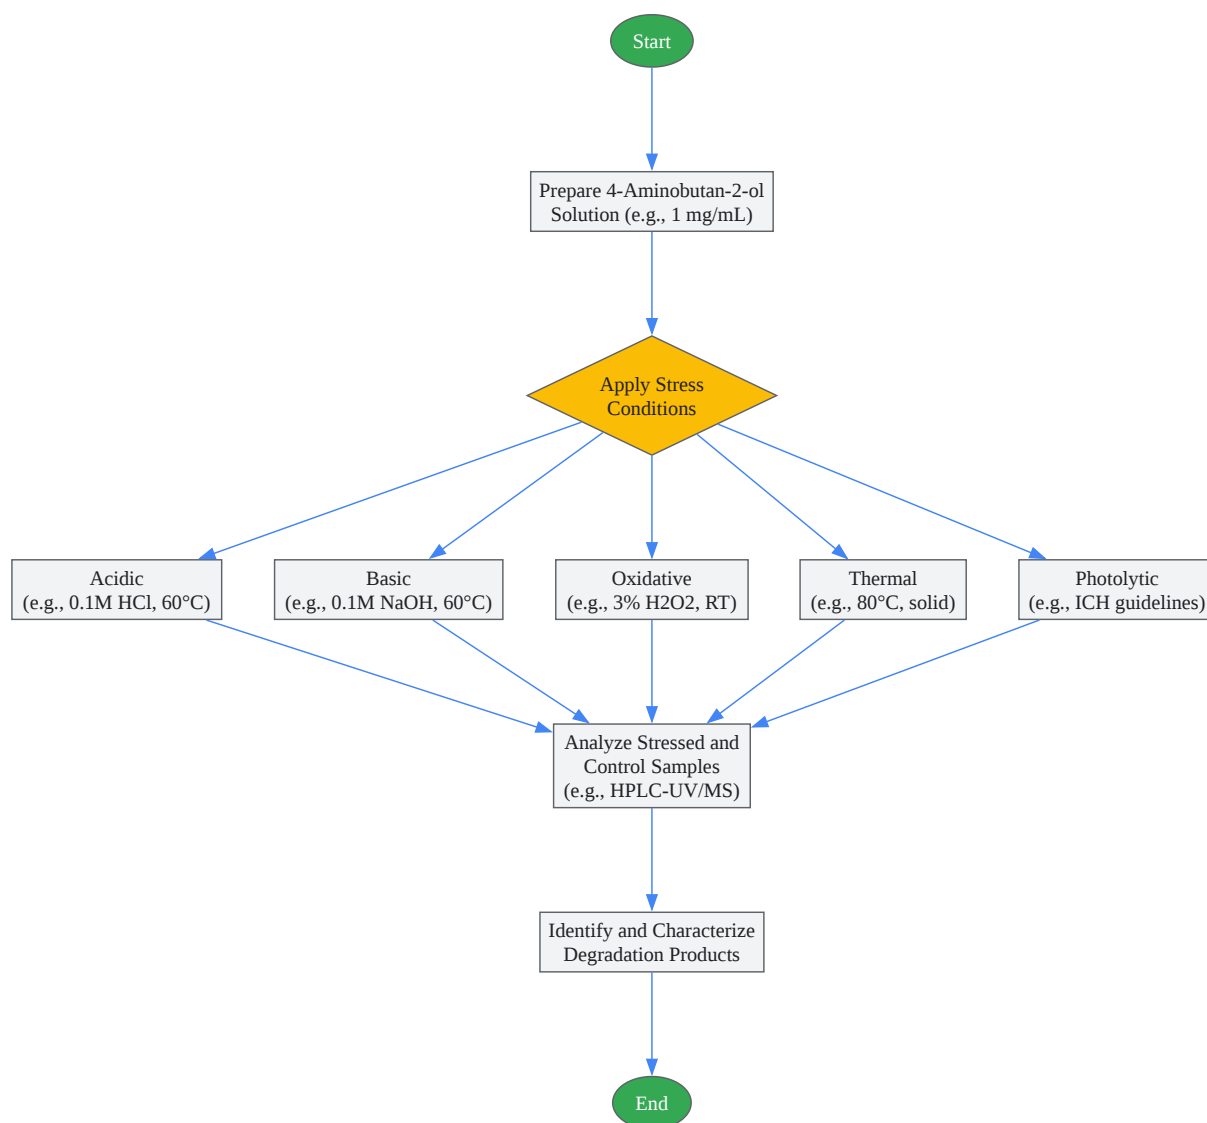 Start
Prepare 4-Aminobutan-2-ol
Solution (e.g., 1 mg/mL)
Apply Stress
Conditions
Acidic
(e.g., 0.1M HCl, 60°C)
Basic
(e.g., 0.1M NaOH, 60°C)
Oxidative
(e.g., 3% H2O2, RT)
Thermal
(e.g., 80°C, solid)
Photolytic
(e.g., ICH guidelines)
Analyze Stressed and
Control Samples
(e.g., HPLC-UV/MS)
Identify and Characterize
Degradation Products
End